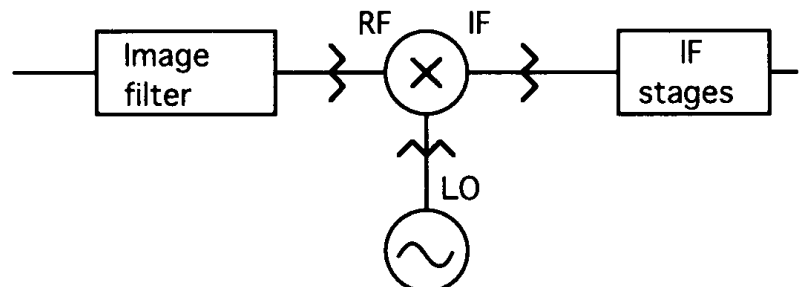 RF IF
Image
filter
IF
stages
LO